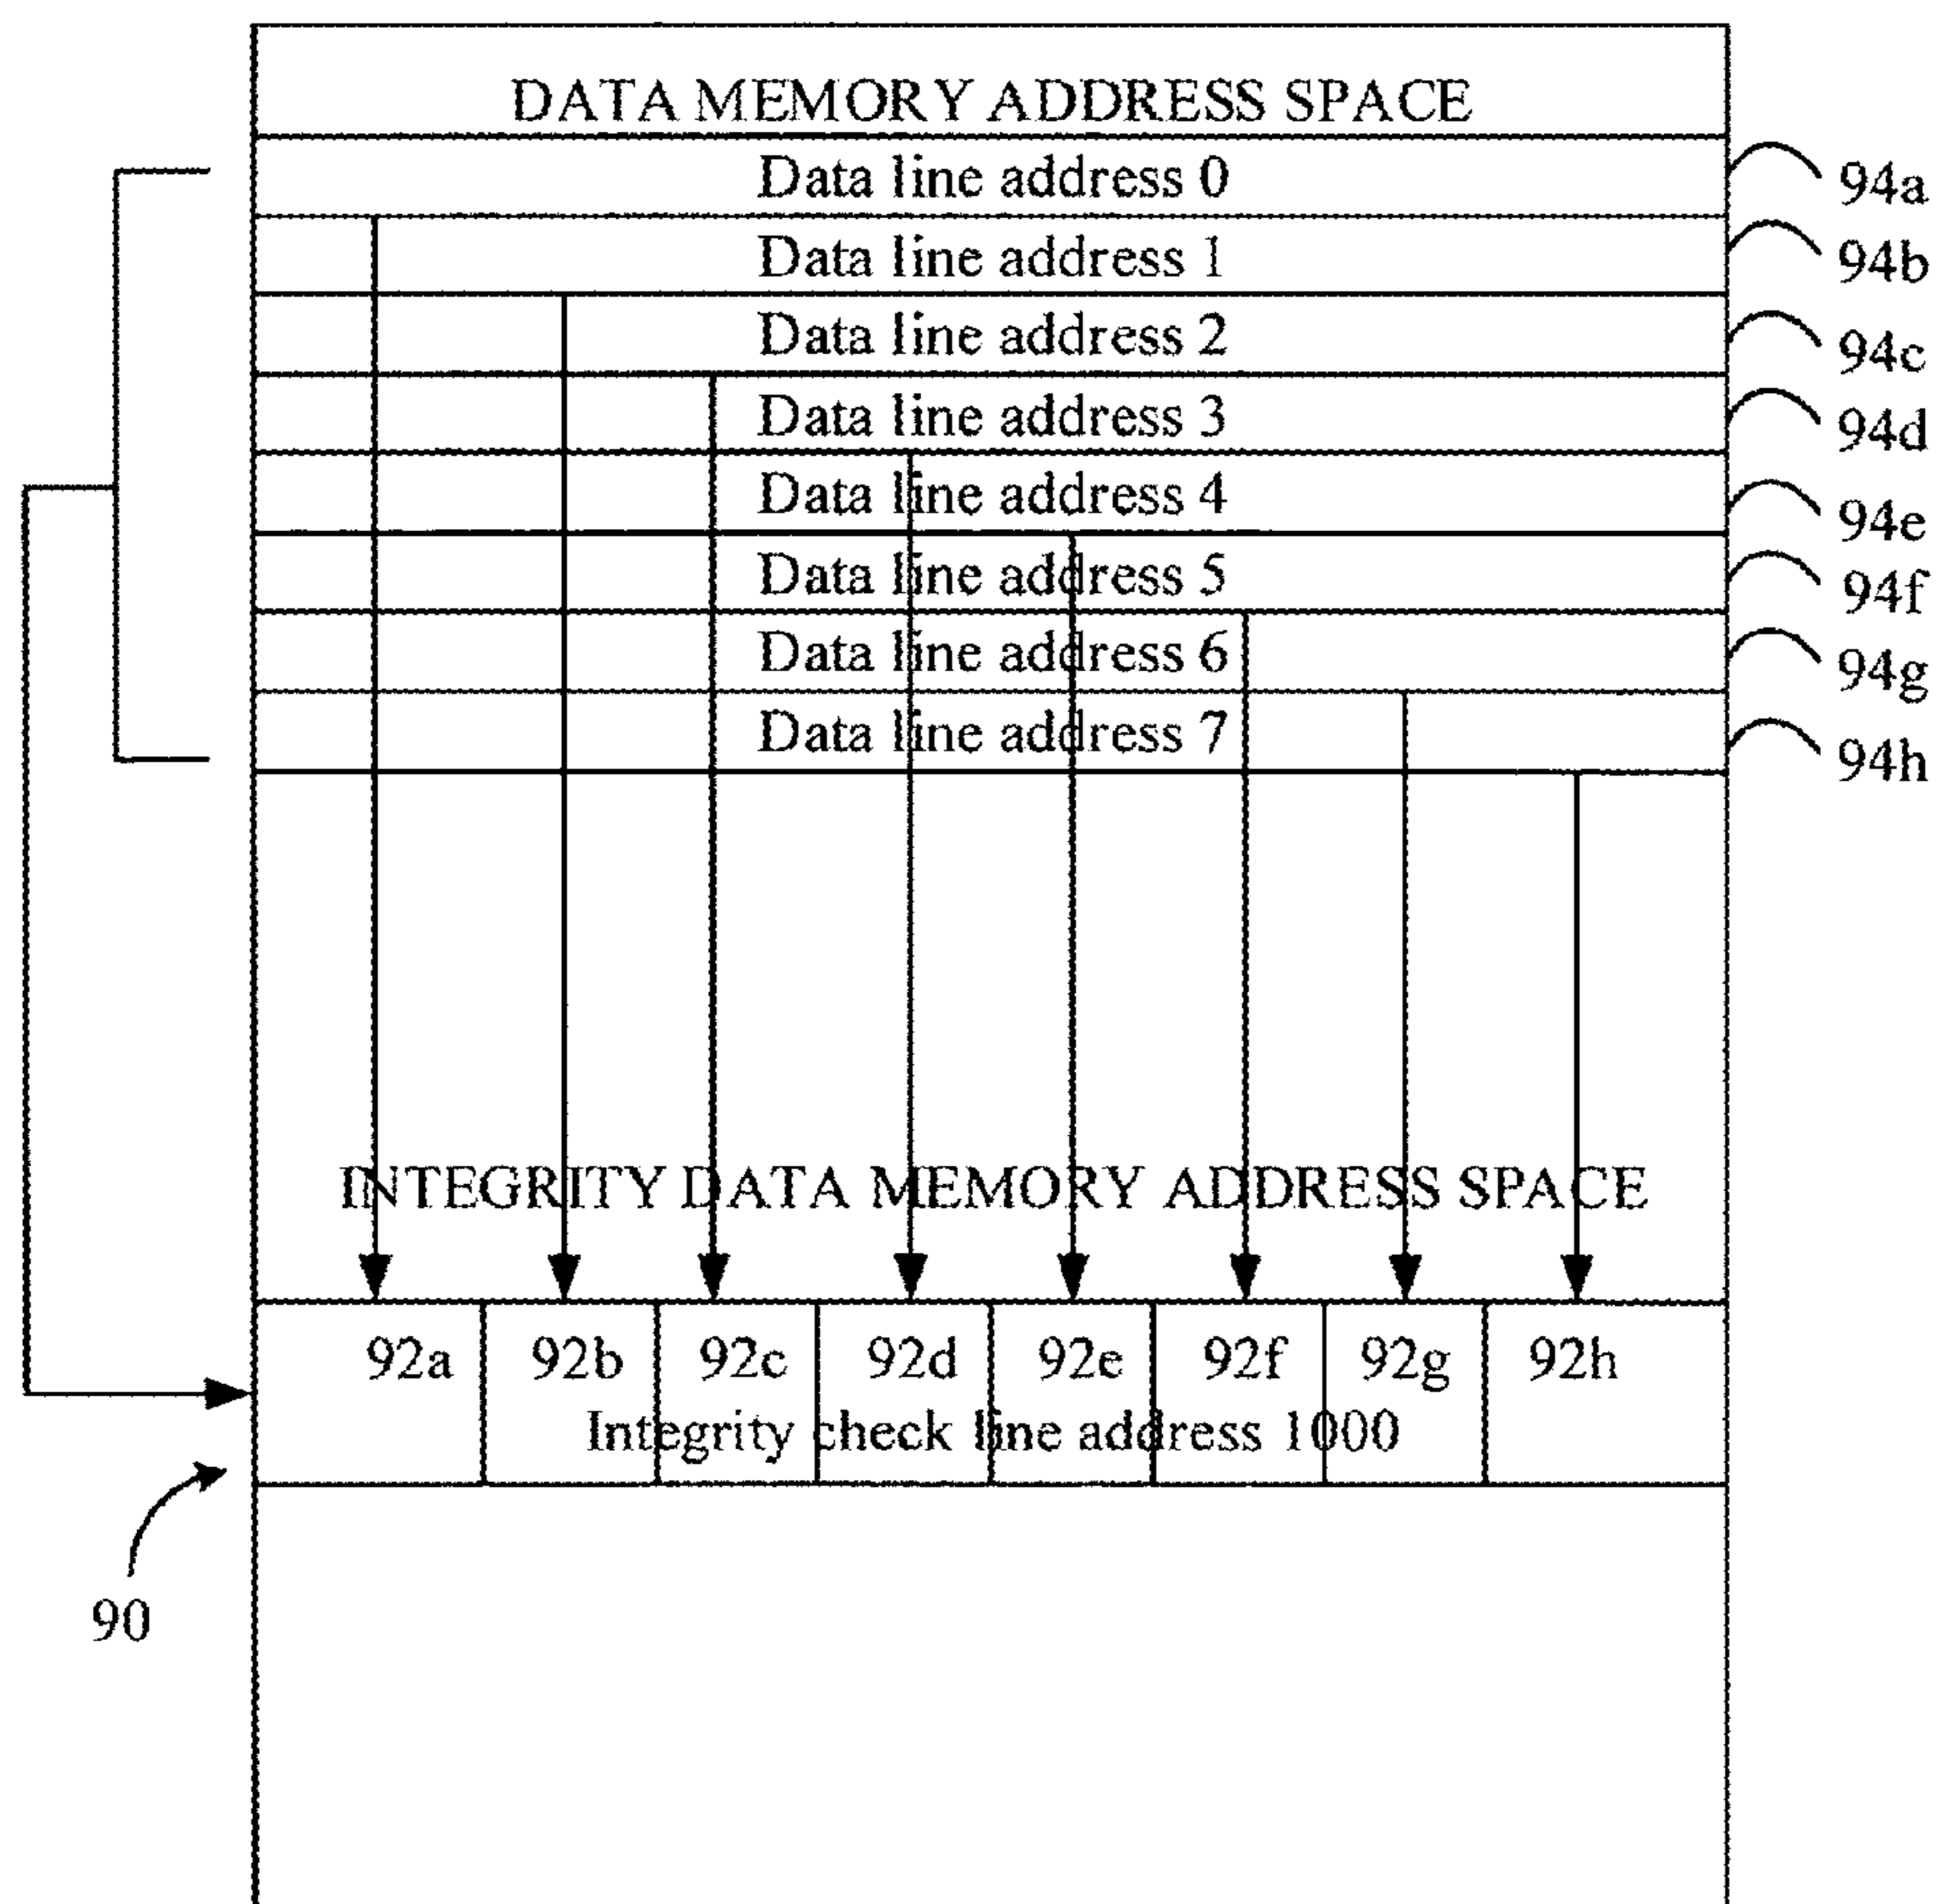 DATA MEMORY ADDRESS SPACE
Data line address 0
94a
Data line address 1
94b
Data line address 2
94c
Data line address 3
94d
Data line address 4
94e
Data line address 5
94f
Data line address 6
94g
Data line address 7
94h
INTEGRITY DATA MEMORY ADDRESS SPACE
92a 92b 92c 92d 92e 92f 92g 92h
Integrity check line address 1000
90